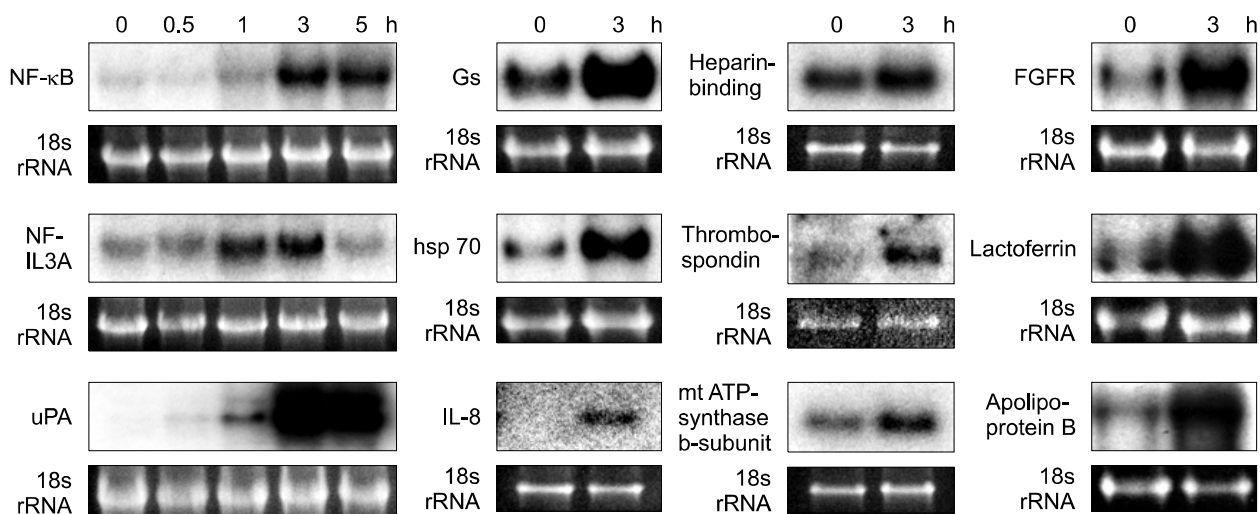 0 0.5 1 3 5 h
NF-κB
18s
rRNA
NF-
IL3A
18s
rRNA
uPA
18s
rRNA
0 3 h
Gs
18s
rRNA
hsp 70
18s
rRNA
IL-8
18s
rRNA
0 3 h
Heparin-
binding
18s
rRNA
Thrombo-
spondin
18s
rRNA
mt ATP-
synthase
b-subunit
18s
rRNA
0 3 h
FGFR
18s
rRNA
Lactoferrin
18s
rRNA
Apolipo-
protein B
18s
rRNA